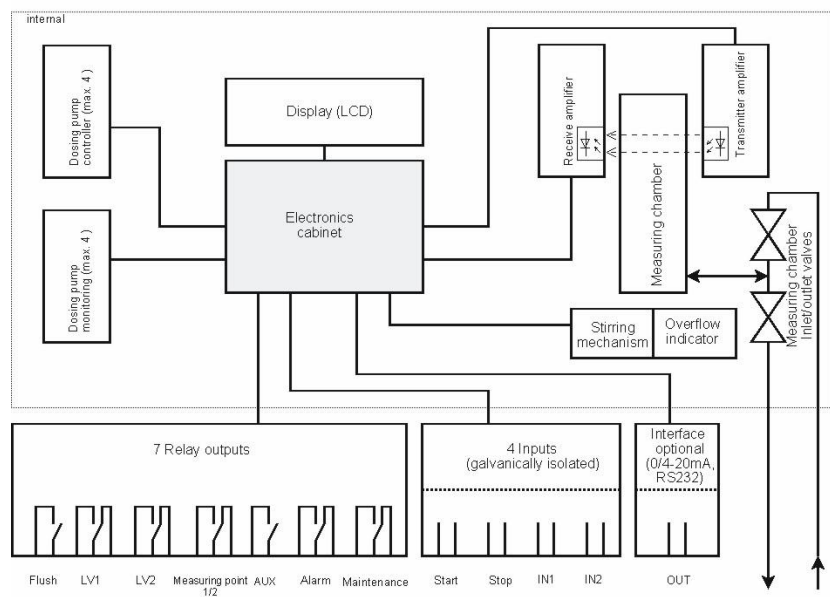 internal
Dosing pump
controller (max. 4 )
Display (LCD)
Receive amplifier
Transmitter amplifier
Measuring chamber
Electronics
cabinet
Dosing pump
monitoring (max. 4 )
Measuring chamber
Inlet/outlet valves
Stirring
mechanism
Overflow
indicator
7 Relay outputs
4 Inputs
(galvanically isolated)
Interface
optional
(0/4-20mA,
RS232)
Flush
LV1
LV2
Measuring point
1/2
AUX
Alarm
Maintenance
Start
Stop
IN1
IN2
OUT